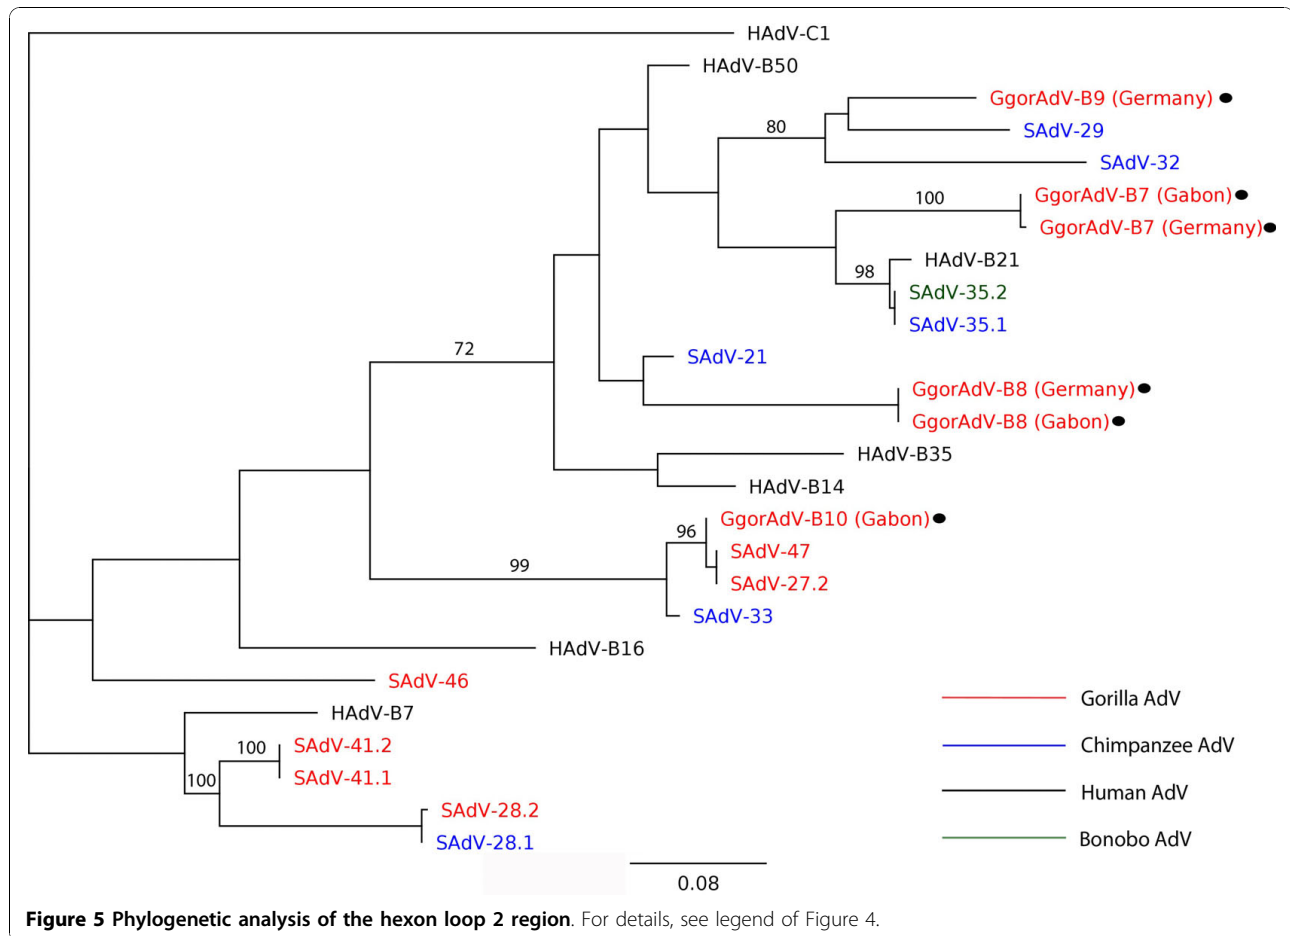 HAdV-C1
HAdV-B50
GgorAdV-B9 (Germany)
80
SAdV-29
SAdV-32
GgorAdV-B7 (Gabon)
100
GgorAdV-B7 (Germany)
HAdV-B21
98
SAdV-35.2
SAdV-35.1
72
SAdV-21
GgorAdV-B8 (Germany)
GgorAdV-B8 (Gabon)
HAdV-B35
HAdV-B14
GgorAdV-B10 (Gabon)
96
SAdV-47
99
SAdV-27.2
SAdV-33
HAdV-B16
SAdV-46
HAdV-B7
SAdV-41.2
100
SAdV-41.1
100
SAdV-28.2
SAdV-28.1
Gorilla AdV
Chimpanzee AdV
Human AdV
Bonobo AdV
0.08
Figure 5 Phylogenetic analysis of the hexon loop 2 region. For details, see legend of Figure 4.